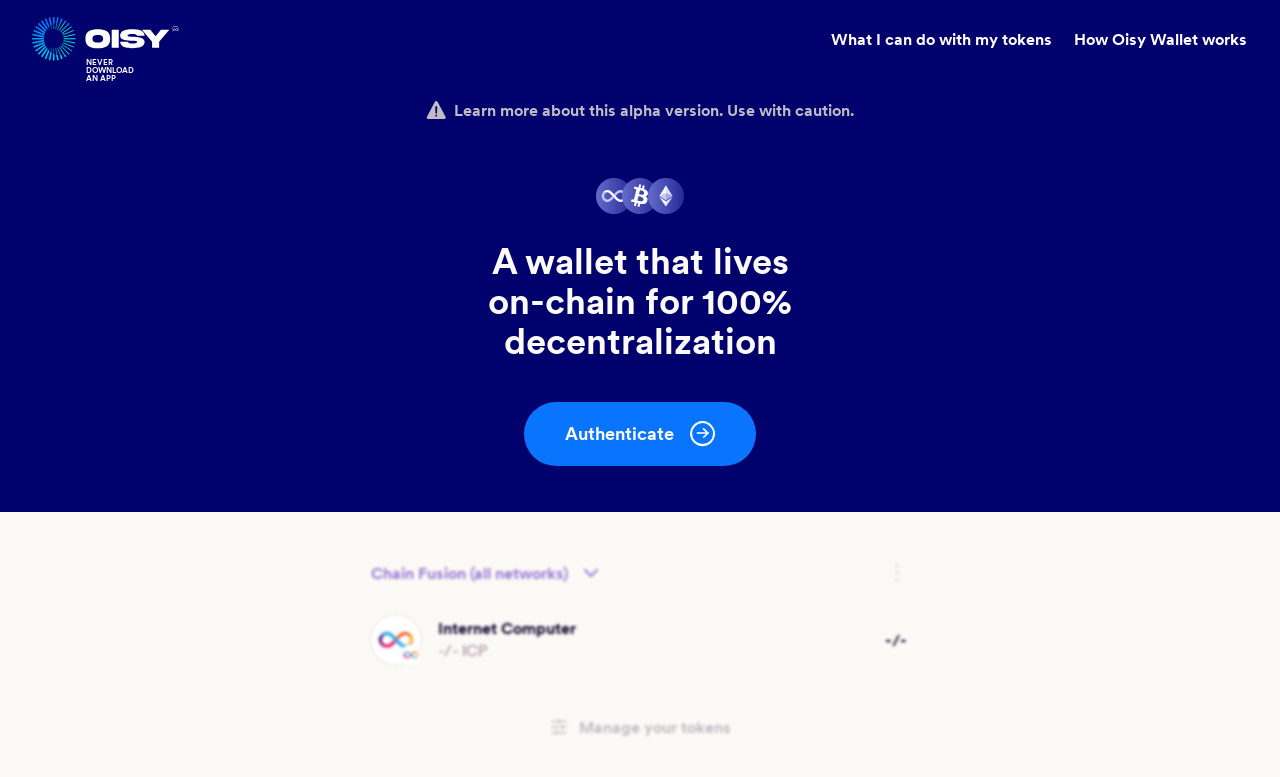 OISY
NEVER
DOWNLOAD
AN APP
What I can do with my tokens
How Oisy Wallet works
Learn more about this alpha version. Use with caution.
A wallet that lives
on-chain for 100%
decentralization
Authenticate
Chain Fusion (all networks)
Internet Computer
-/- ICP
-/-
Manage your tokens